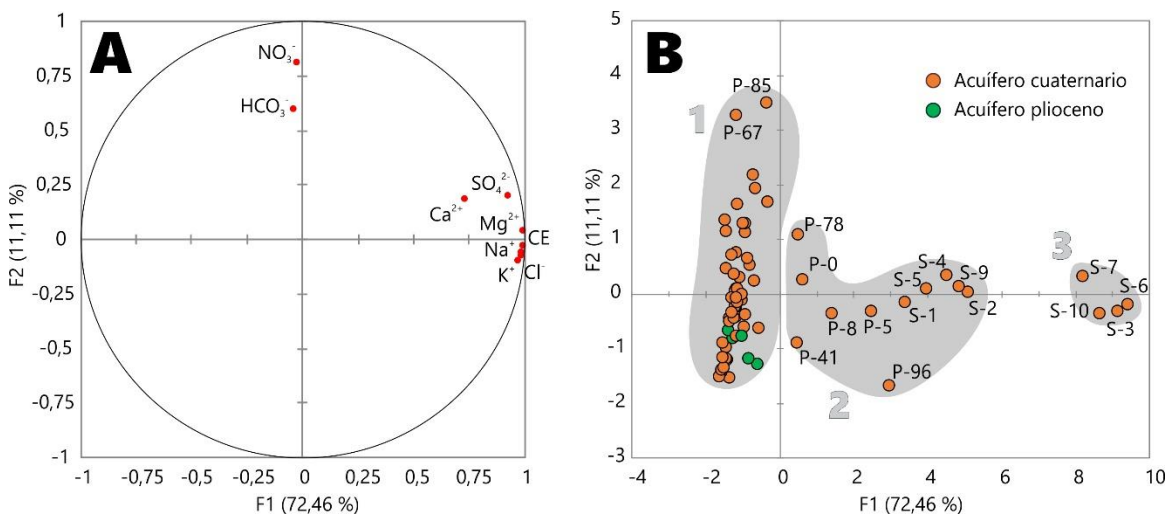 A
1
0,75
0,5
0,25
0
-0,25
-0,5
-0,75
-1
F2 (11,11 %)
NO₃⁻
HCO₃⁻
SO₄²⁻
Ca²⁺
Mg²⁺
CE
Na⁺
K⁺
Cl⁻
-1
-0,75
-0,5
-0,25
0
0,25
0,5
0,75
1
F1 (72,46 %)
B
5
4
3
2
1
0
-1
-2
-3
F2 (11,11 %)
Acuífero cuaternario
Acuífero plioceno
1
P-85
P-67
P-78
P-0
P-8
P-5
P-41
P-96
S-1
S-5
S-4
S-9
S-2
2
3
S-7
S-6
S-10
S-3
-4
-2
0
2
4
6
8
10
F1 (72,46 %)